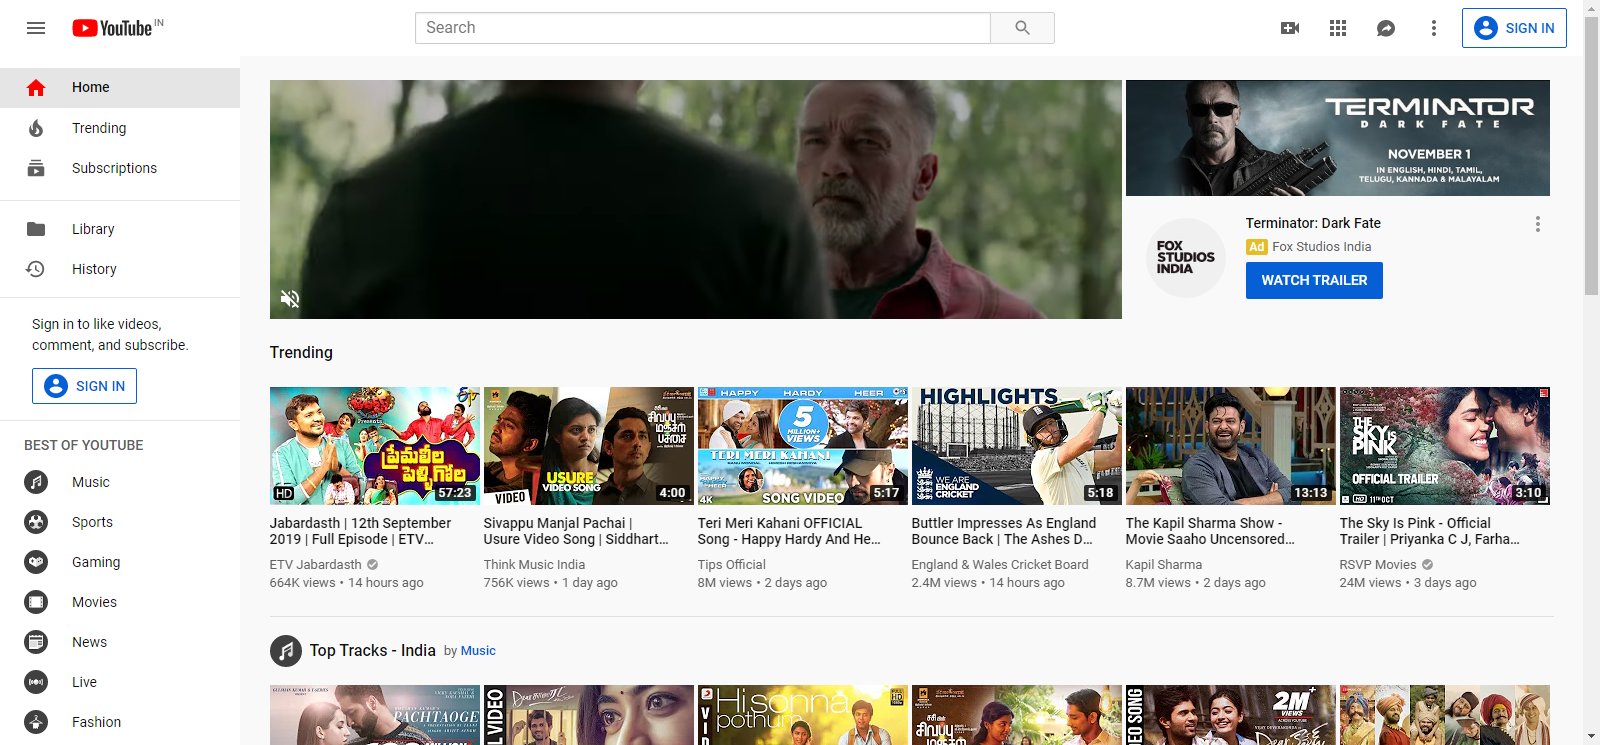 YouTube IN
Search
SIGN IN
Home
Trending
Subscriptions
Library
History
Sign in to like videos,
comment, and subscribe.
SIGN IN
BEST OF YOUTUBE
Music
Sports
Gaming
Movies
News
Live
Fashion
TERMINATOR
DARK FATE
NOVEMBER 1
IN ENGLISH, HINDI, TAMIL,
TELUGU, KANNADA & MALAYALAM
FOX
STUDIOS
INDIA
Terminator: Dark Fate
Ad Fox Studios India
WATCH TRAILER
Trending
Presents
ప్రేమలీల
పెళ్ళిగోల
HD
57:23
சிவப்பு
மஞ்சள்
பச்சை
USURE
VIDEO SONG
VIDEO
4:00
HAPPY HARDY HEER
5
MILLION+
VIEWS
TERI MERI KAHANI
HAPPY
HEER
4K
SONG VIDEO
5:17
HIGHLIGHTS
WE ARE
ENGLAND
CRICKET
5:18
13:13
THE
SKY IS
PINK
OFFICIAL TRAILER
HD 11TH OCT
3:10
Jabardasth | 12th September
2019 | Full Episode | ETV…
ETV Jabardasth
664K views • 14 hours ago
Sivappu Manjal Pachai |
Usure Video Song | Siddhart…
Think Music India
756K views • 1 day ago
Teri Meri Kahani OFFICIAL
Song - Happy Hardy And He…
Tips Official
8M views • 2 days ago
Buttler Impresses As England
Bounce Back | The Ashes D…
England & Wales Cricket Board
2.4M views • 14 hours ago
The Kapil Sharma Show -
Movie Saaho Uncensored…
Kapil Sharma
8.7M views • 2 days ago
The Sky Is Pink - Official
Trailer | Priyanka C J, Farha…
RSVP Movies
24M views • 3 days ago
Top Tracks - India by Music
PACHTAOGE
Hi sonna
pothum
HD
2M+
VIEWS